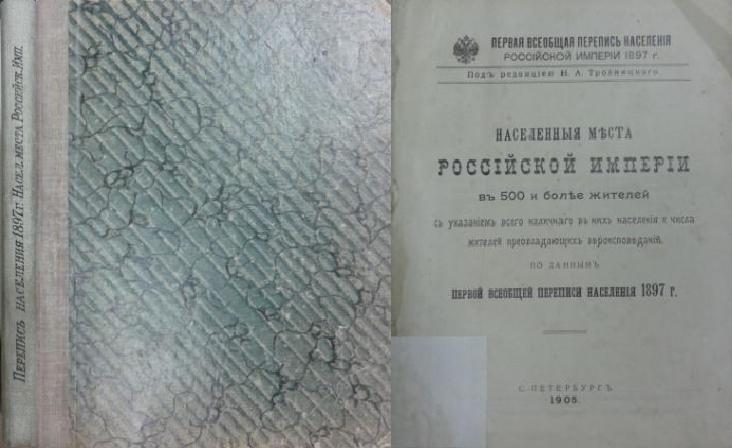 Перепись населения 1897 г. Насел. места Российск. Имп.
ПЕРВАЯ ВСЕОБЩАЯ ПЕРЕПИСЬ НАСЕЛЕНІЯ
РОССІЙСКОЙ ИМПЕРІИ 1897 г.
Подъ редакціею Н. А. Тройницкаго.
НАСЕЛЕННЫЯ МѢСТА
РОССІЙСКОЙ ИМПЕРІИ
въ 500 и болѣе жителей
съ указаніемъ всего наличнаго въ нихъ населенія и числа
жителей преобладающихъ вѣроисповѣданій,
ПО ДАННЫМЪ
ПЕРВОЙ ВСЕОБЩЕЙ ПЕРЕПИСИ НАСЕЛЕНІЯ 1897 г.
С.-ПЕТЕРБУРГЪ
1905.